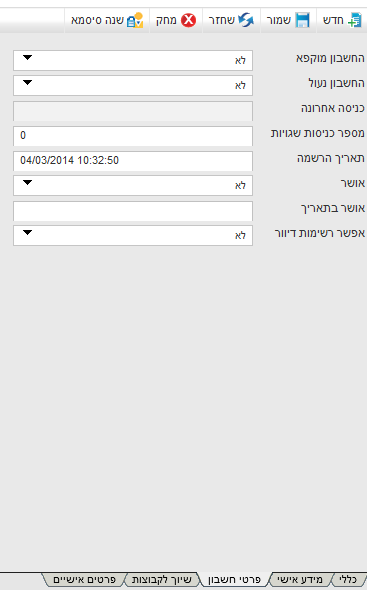 חדש שמור שחזר מחק שנה סיסמא
החשבון מוקפא לא
החשבון נעול לא
כניסה אחרונה
מספר כניסות שגויות 0
תאריך הרשמה 04/03/2014 10:32:50
אושר לא
אושר בתאריך
אפשר רשימות דיוור לא
כללי מידע אישי פרטי חשבון שיוך לקבוצות פרטים אישיים